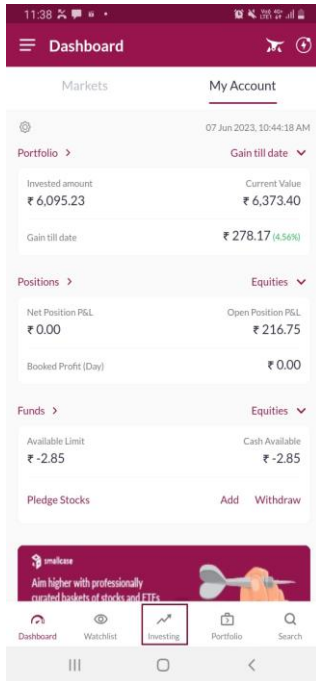 11:38
Dashboard
Markets My Account
07 Jun 2023, 10:44:18 AM
Portfolio > Gain till date
Invested amount Current Value
₹ 6,095.23 ₹ 6,373.40
Gain till date ₹ 278.17 (4.56%)
Positions > Equities
Net Position P&L Open Position P&L
₹ 0.00 ₹ 216.75
Booked Profit (Day) ₹ 0.00
Funds > Equities
Available Limit Cash Available
₹ -2.85 ₹ -2.85
Pledge Stocks Add Withdraw
smallcase
Aim higher with professionally
curated baskets of stocks and ETFs
Dashboard Watchlist Investing Portfolio Search